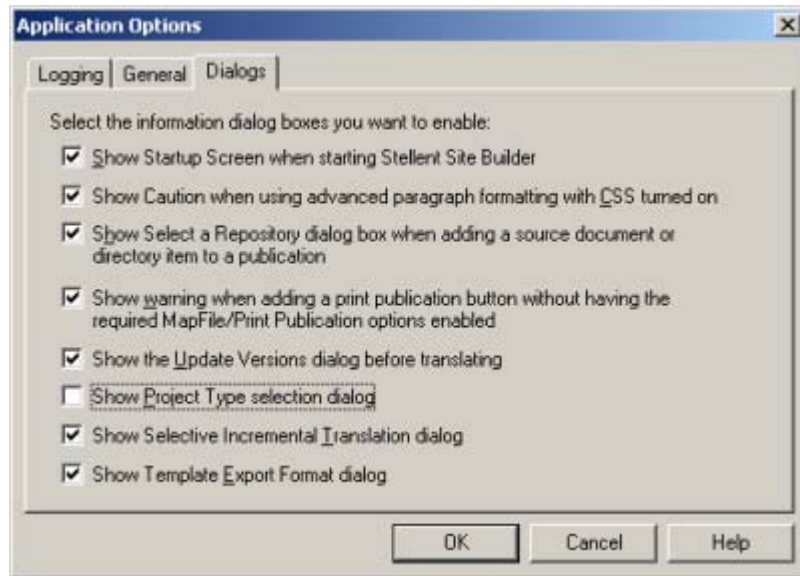 Application Options
Logging General Dialogs
Select the information dialog boxes you want to enable:
Show Startup Screen when starting Stellent Site Builder
Show Caution when using advanced paragraph formatting with CSS turned on
Show Select a Repository dialog box when adding a source document or
directory item to a publication
Show warning when adding a print publication button without having the
required MapFile/Print Publication options enabled
Show the Update Versions dialog before translating
Show Project Type selection dialog
Show Selective Incremental Translation dialog
Show Template Export Format dialog
OK Cancel Help